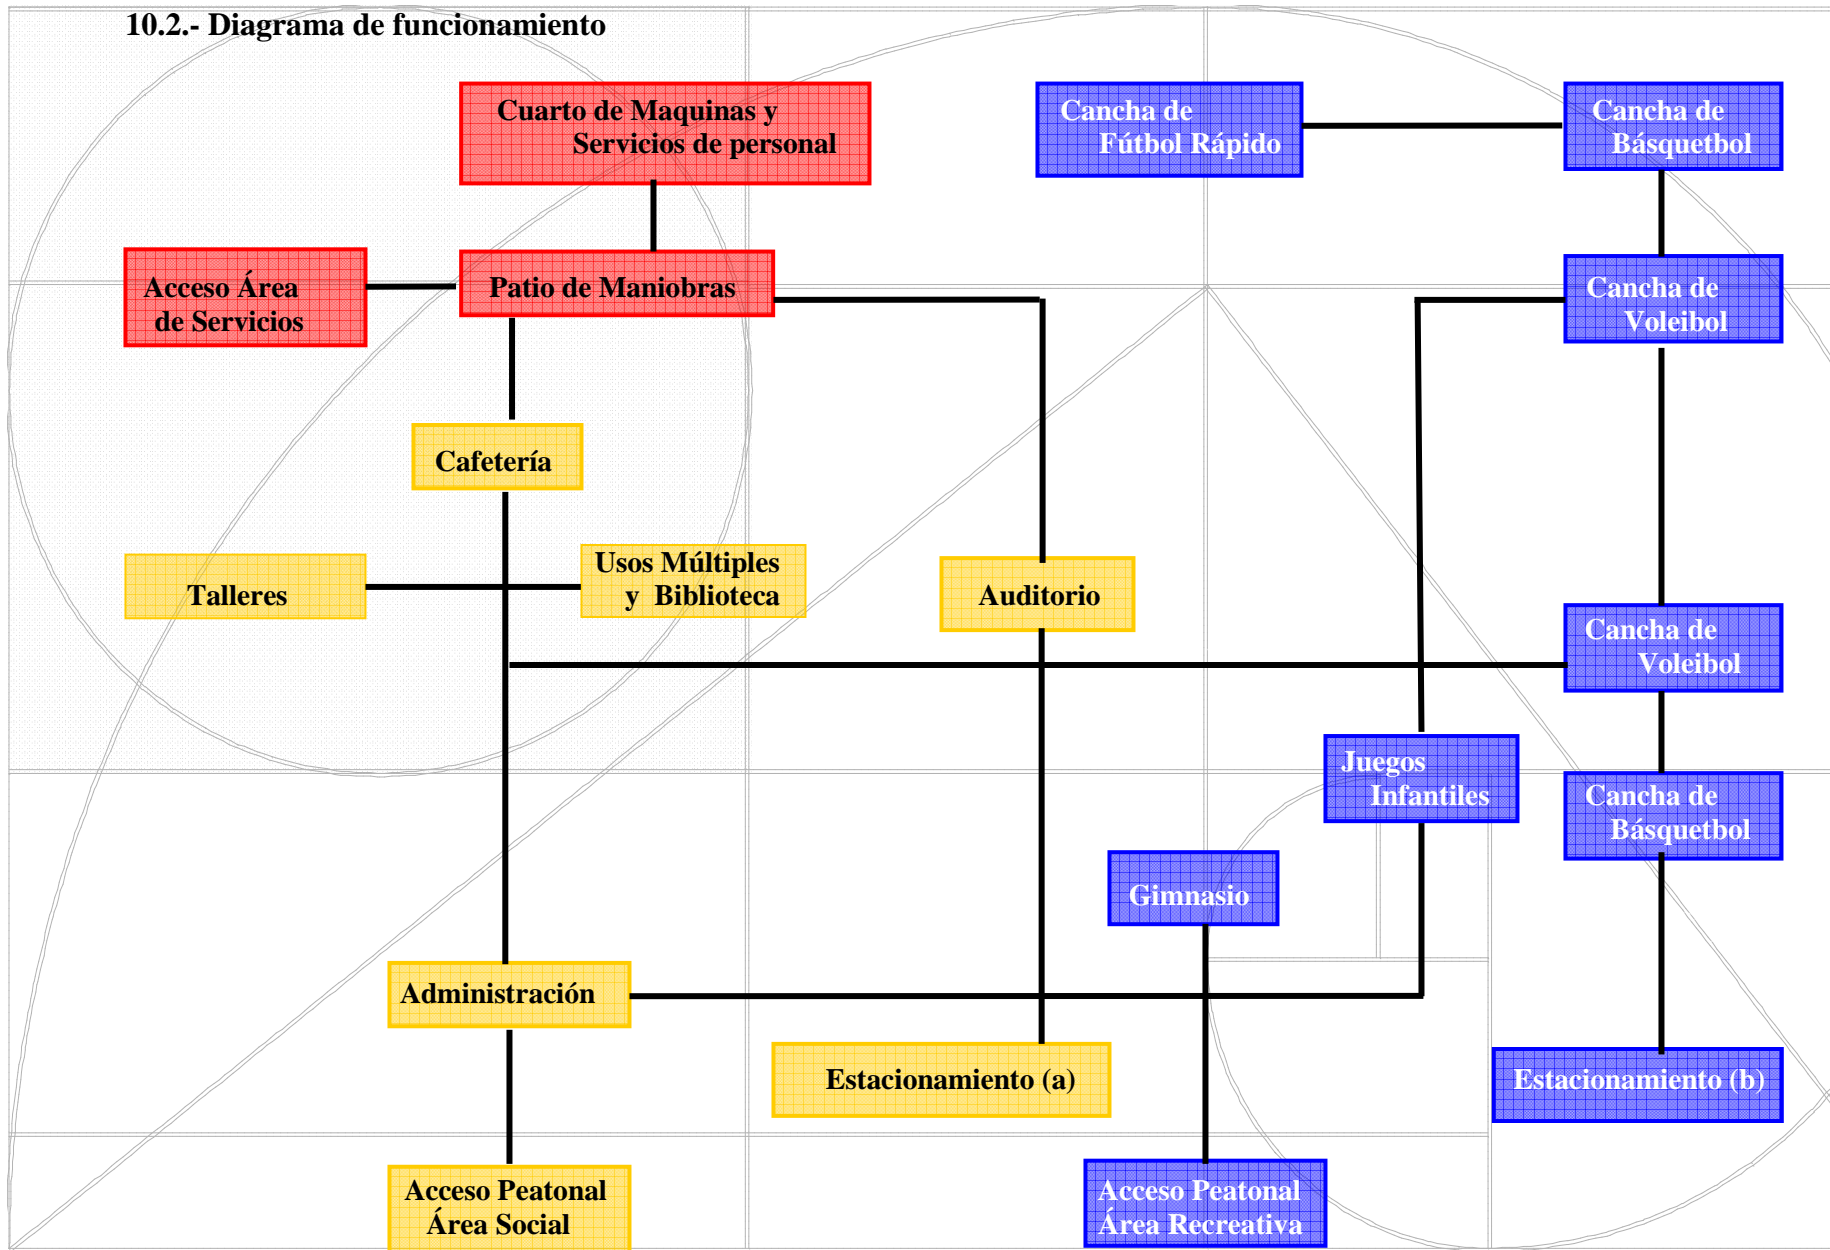 10.2.- Diagrama de funcionamiento
Cuarto de Maquinas y
Servicios de personal
Cancha de
Fútbol Rápido
Cancha de
Básquetbol
Acceso Área
de Servicios
Patio de Maniobras
Cancha de
Voleibol
Cafetería
Talleres
Usos Múltiples
y Biblioteca
Auditorio
Cancha de
Voleibol
Juegos
Infantiles
Cancha de
Básquetbol
Gimnasio
Administración
Estacionamiento (a)
Estacionamiento (b)
Acceso Peatonal
Área Social
Acceso Peatonal
Área Recreativa